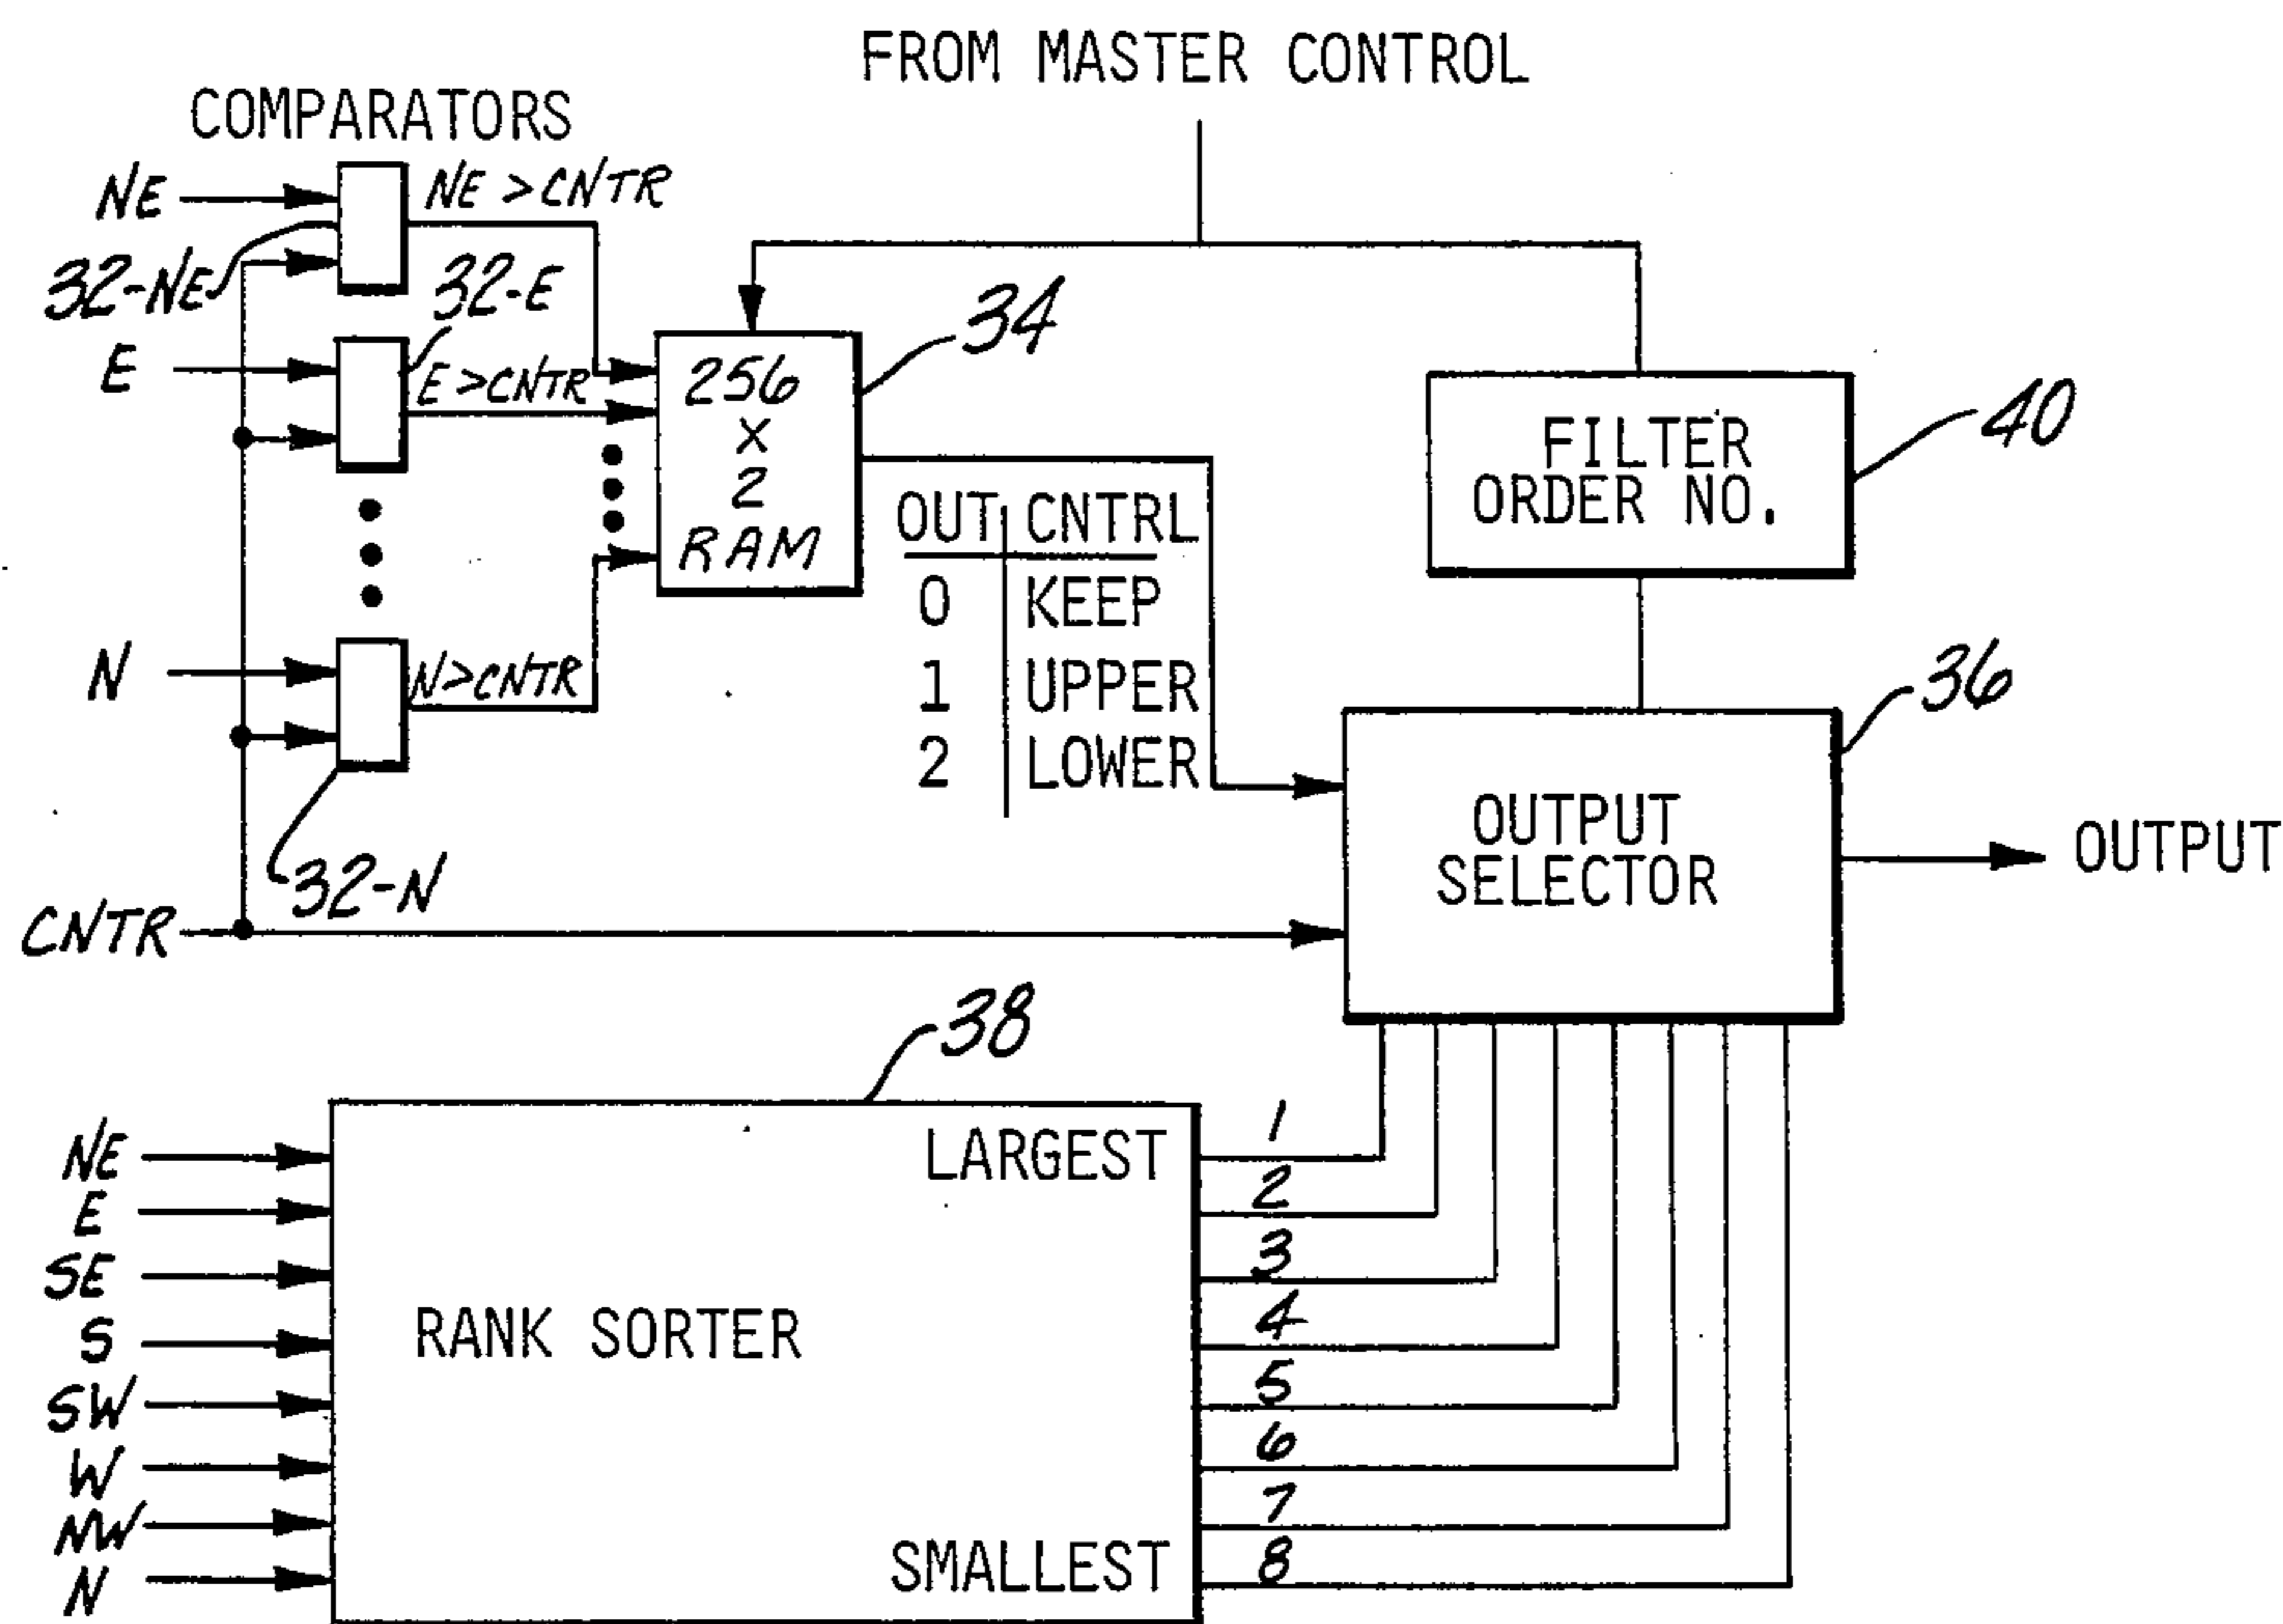 FROM MASTER CONTROL
COMPARATORS
NE
NE > CNTR
32-NE
32-E
E
E > CNTR
34
256
x
2
RAM
40
FILTER
ORDER NO.
OUT CNTRL
0 KEEP
1 UPPER
2 LOWER
N
N > CNTR
32-N
36
OUTPUT
SELECTOR
OUTPUT
CNTR
38
NE
E
SE
S
SW
W
NW
N
RANK SORTER
LARGEST
SMALLEST
1
2
3
4
5
6
7
8